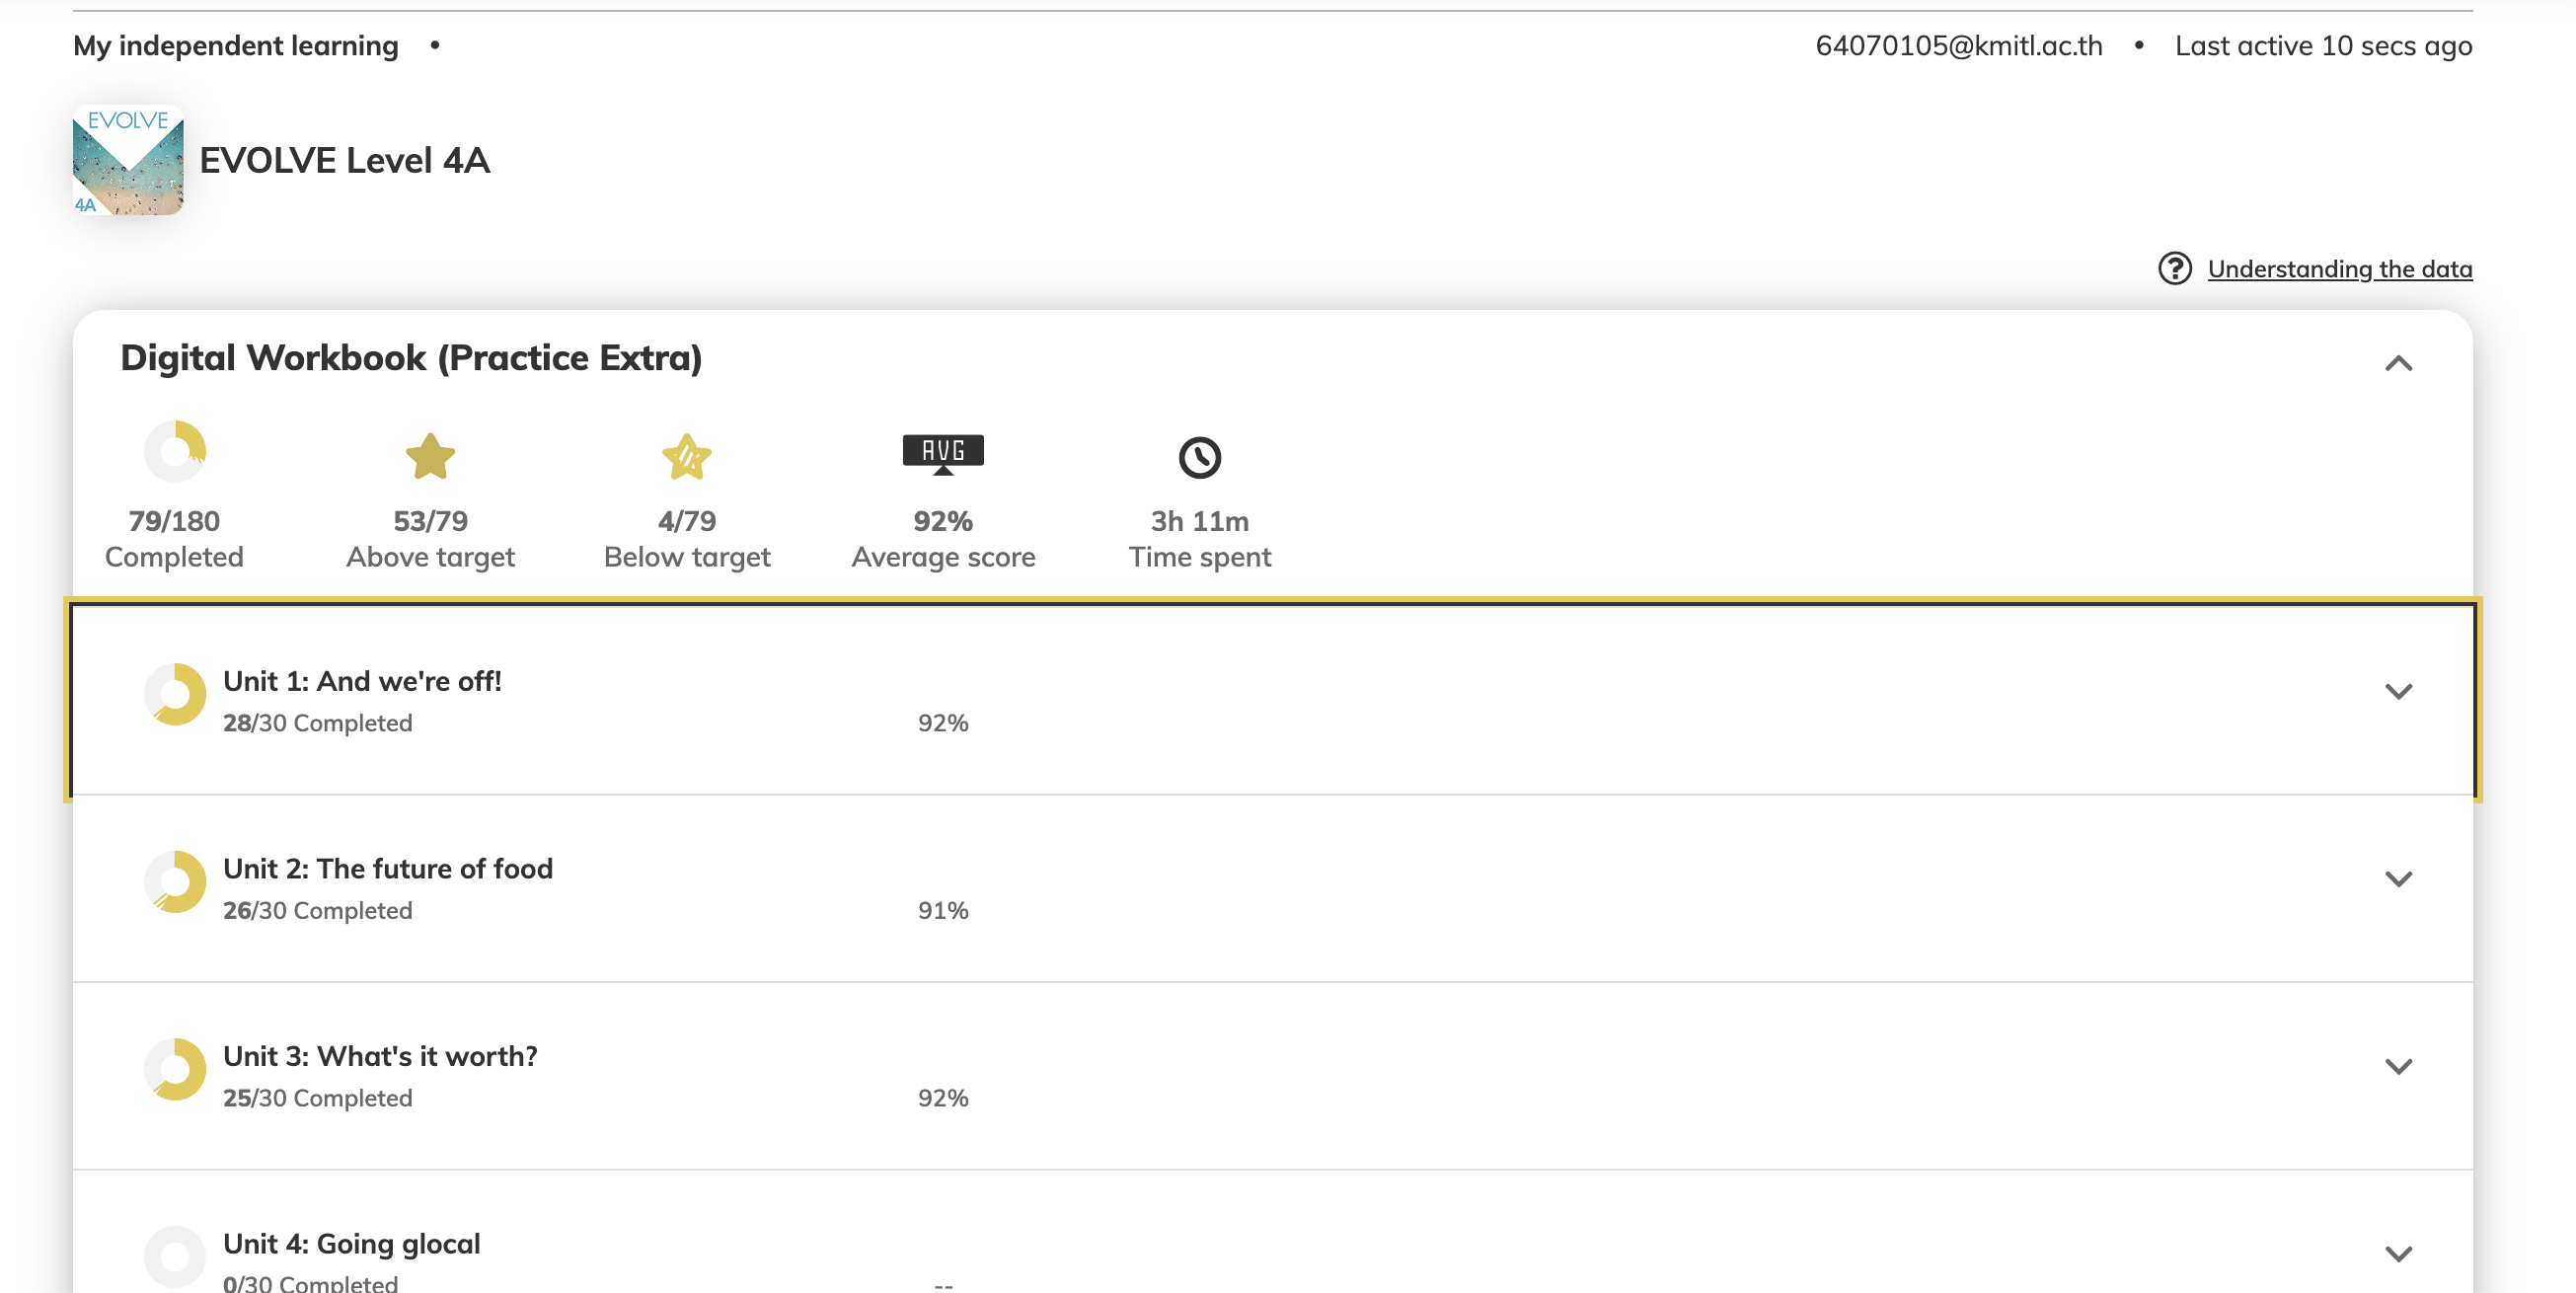 My independent learning •
64070105@kmitl.ac.th • Last active 10 secs ago
EVOLVE
4A
EVOLVE Level 4A
Understanding the data
Digital Workbook (Practice Extra)
AVG
79/180 53/79 4/79 92% 3h 11m
Completed Above target Below target Average score Time spent
Unit 1: And we're off!
28/30 Completed 92%
Unit 2: The future of food
26/30 Completed 91%
Unit 3: What's it worth?
25/30 Completed 92%
Unit 4: Going glocal
0/30 Completed --